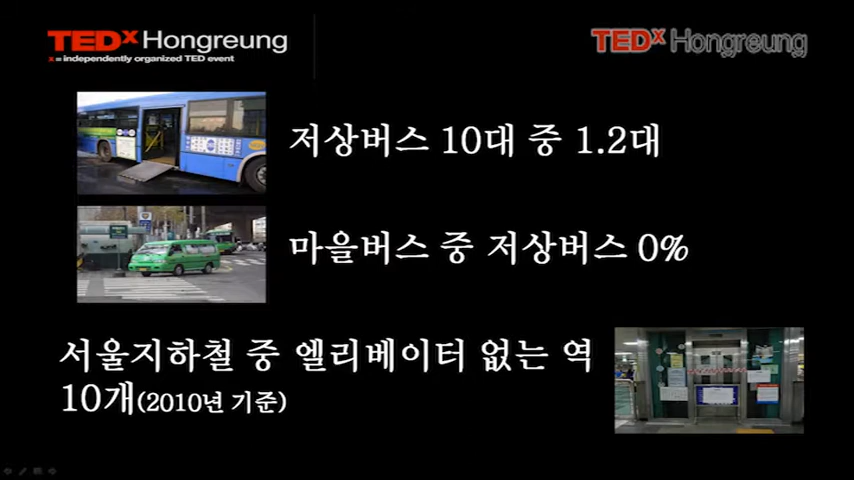 TEDx Hongreung
x = independently organized TED event
TEDx Hongreung
저상버스 10대 중 1.2대
마을버스 중 저상버스 0%
서울지하철 중 엘리베이터 없는 역
10개(2010년 기준)